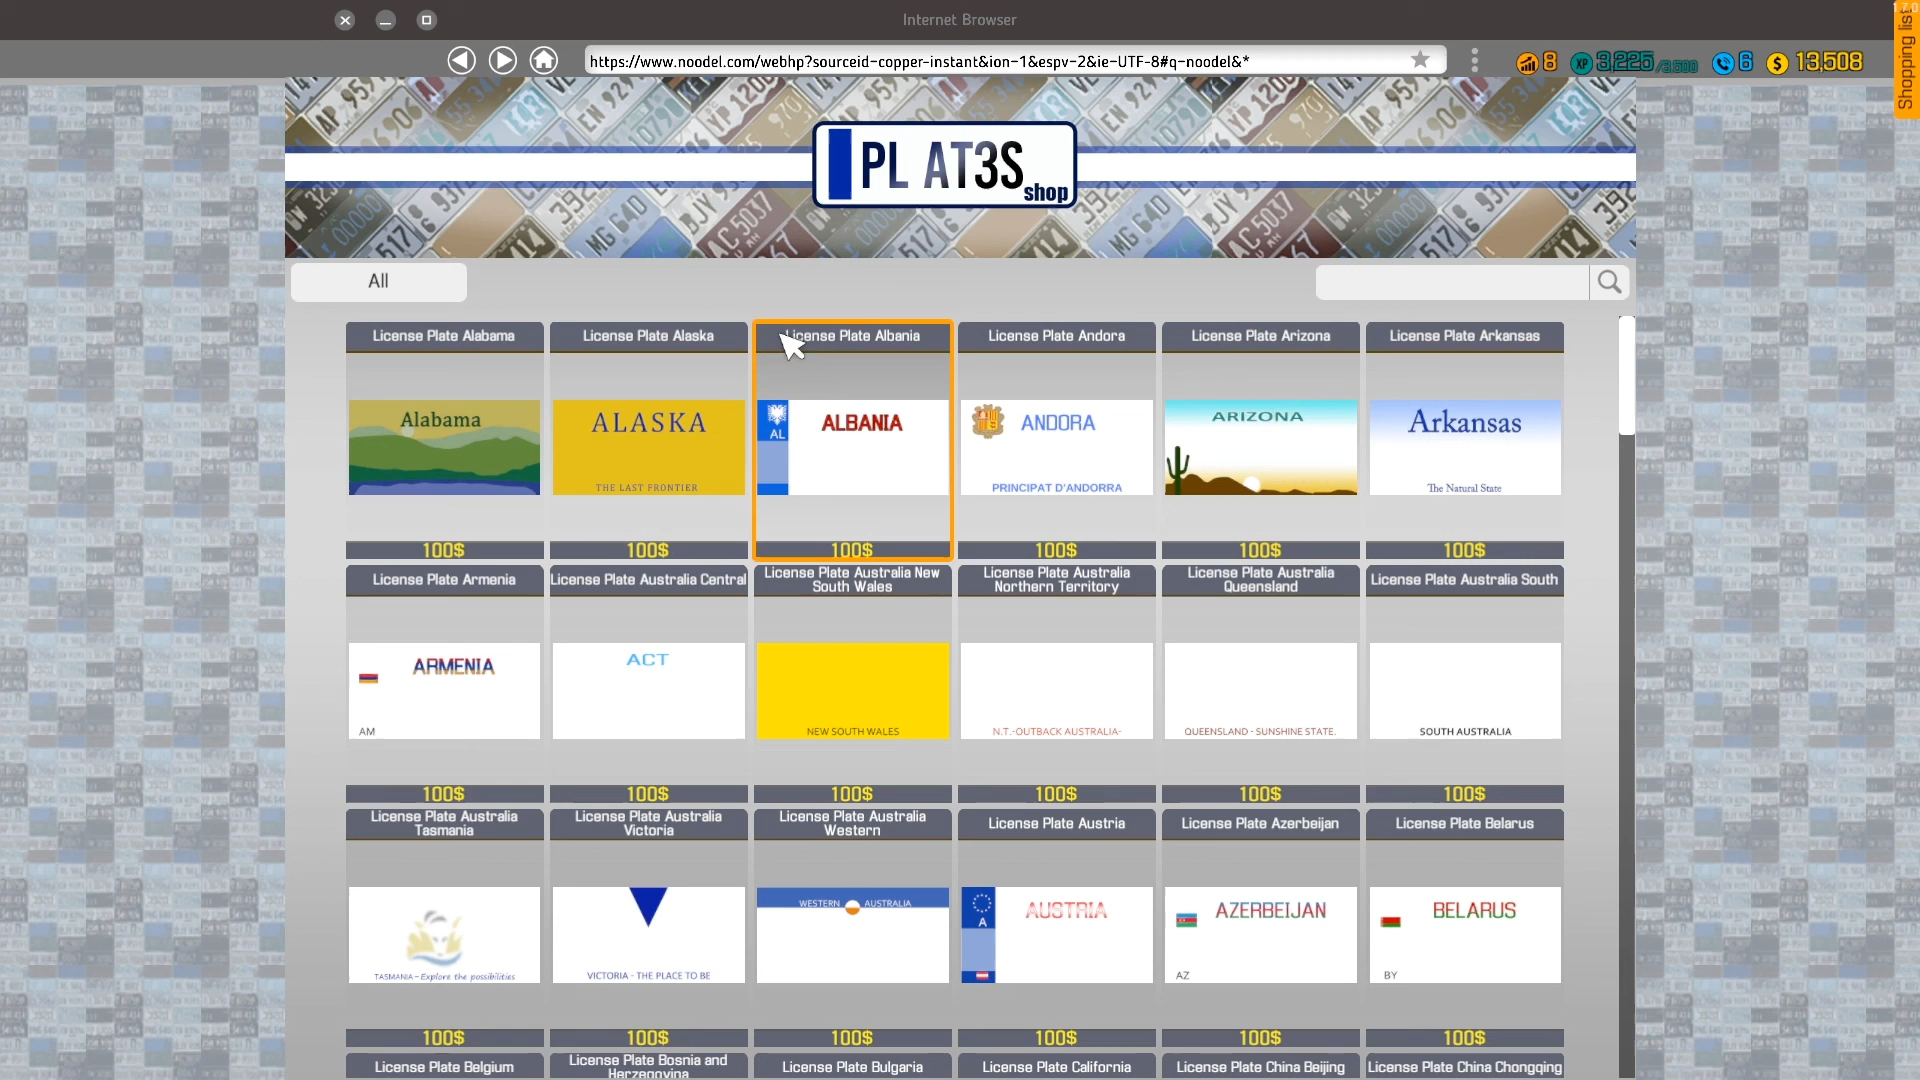 Internet Browser
1.7.0
Shopping list
https://www.noodel.com/webhp?sourceid-copper-instant&ion-1&espv-2&ie-UTF-8#q-noodel&*
8
XP 3,225/3,500
6
$ 13,508
PL AT3S
shop
All
License Plate Alabama
License Plate Alaska
License Plate Albania
License Plate Andora
License Plate Arizona
License Plate Arkansas
Alabama
ALASKA
THE LAST FRONTIER
AL
ALBANIA
ANDORA
PRINCIPAT D'ANDORRA
ARIZONA
Arkansas
The Natural State
100$
100$
100$
100$
100$
100$
License Plate Armenia
License Plate Australia Central
License Plate Australia New
South Wales
License Plate Australia
Northern Territory
License Plate Australia
Queensland
License Plate Australia South
ARMENIA
AM
ACT
NEW SOUTH WALES
N.T.-OUTBACK AUSTRALIA-
QUEENSLAND - SUNSHINE STATE.
SOUTH AUSTRALIA
100$
100$
100$
100$
100$
100$
License Plate Australia
Tasmania
License Plate Australia
Victoria
License Plate Australia
Western
License Plate Austria
License Plate Azerbeijan
License Plate Belarus
TASMANIA - Explore the possibilities
VICTORIA - THE PLACE TO BE
WESTERN AUSTRALIA
A
AUSTRIA
AZERBEIJAN
AZ
BELARUS
BY
100$
100$
100$
100$
100$
100$
License Plate Belgium
License Plate Bosnia and
Herzegovina
License Plate Bulgaria
License Plate California
License Plate China Beijing
License Plate China Chongqing